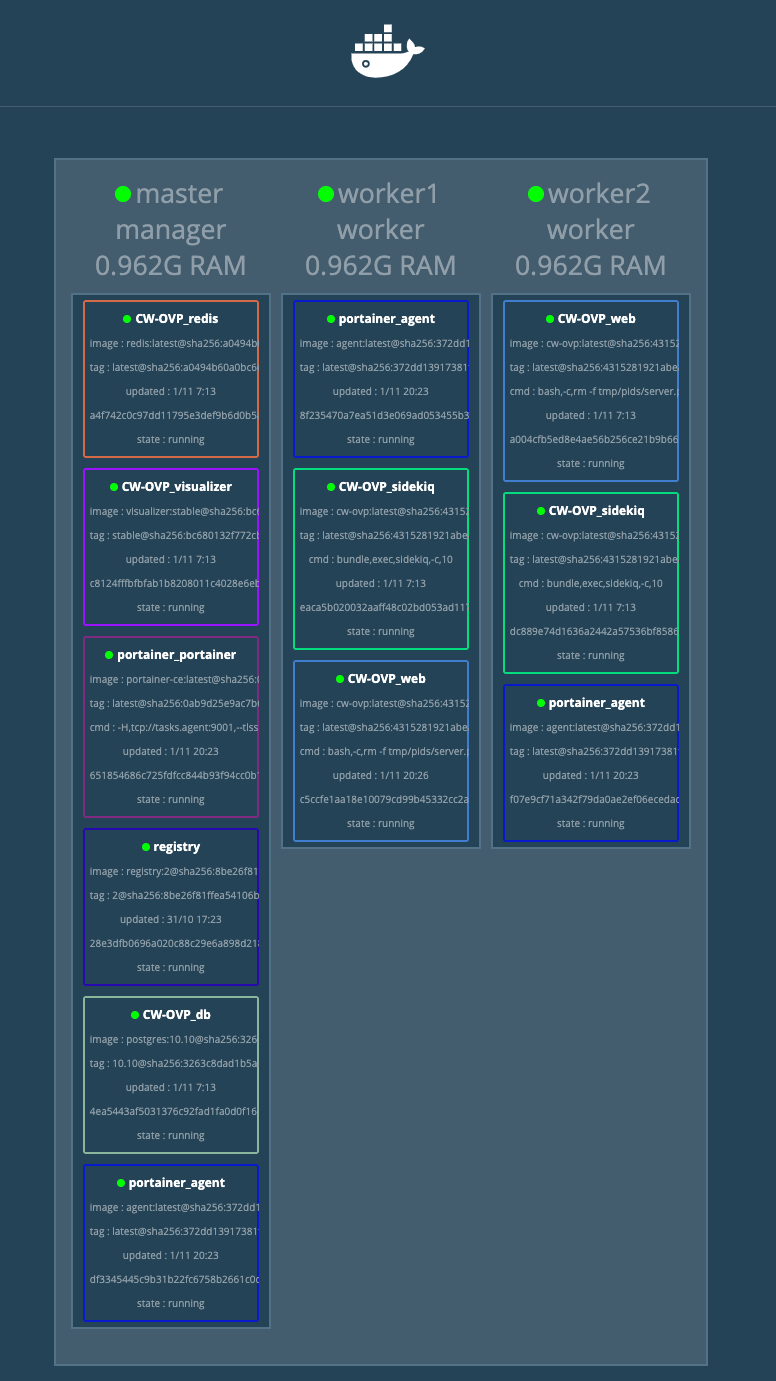 master
manager
0.962G RAM
CW-OVP_redis
image : redis:latest@sha256:a0494b
tag : latest@sha256:a0494b60a0bc6
updated : 1/11 7:13
a4f742c0c97dd11795e3def9b6d0b5
state : running
CW-OVP_visualizer
image : visualizer:stable@sha256:bc6
tag : stable@sha256:bc680132f772cb
updated : 1/11 7:13
c8124fffbfbfab1b8208011c4028e6eb
state : running
portainer_portainer
image : portainer-ce:latest@sha256:0
tag : latest@sha256:0ab9d25e9ac7b6
cmd : -H,tcp://tasks.agent:9001,--tlss
updated : 1/11 20:23
651854686c725fdfcc844b93f94cc0b1
state : running
registry
image : registry:2@sha256:8be26f81
tag : 2@sha256:8be26f81ffea54106b
updated : 31/10 17:23
28e3dfb0696a020c88c29e6a898d218
state : running
CW-OVP_db
image : postgres:10.10@sha256:326
tag : 10.10@sha256:3263c8dad1b5a
updated : 1/11 7:13
4ea5443af5031376c92fad1fa0d0f16
state : running
portainer_agent
image : agent:latest@sha256:372dd1
tag : latest@sha256:372dd13917381
updated : 1/11 20:23
df3345445c9b31b22fc6758b2661c0c
state : running
worker1
worker
0.962G RAM
portainer_agent
image : agent:latest@sha256:372dd1
tag : latest@sha256:372dd13917381
updated : 1/11 20:23
8f235470a7ea51d3e069ad053455b3
state : running
CW-OVP_sidekiq
image : cw-ovp:latest@sha256:43152
tag : latest@sha256:4315281921abe
cmd : bundle,exec,sidekiq,-c,10
updated : 1/11 7:13
eaca5b020032aaff48c02bd053ad117
state : running
CW-OVP_web
image : cw-ovp:latest@sha256:43152
tag : latest@sha256:4315281921abe
cmd : bash,-c,rm -f tmp/pids/server.p
updated : 1/11 20:26
c5ccfe1aa18e10079cd99b45332cc2a
state : running
worker2
worker
0.962G RAM
CW-OVP_web
image : cw-ovp:latest@sha256:43152
tag : latest@sha256:4315281921abe
cmd : bash,-c,rm -f tmp/pids/server.p
updated : 1/11 7:13
a004cfb5ed8e4ae56b256ce21b9b66
state : running
CW-OVP_sidekiq
image : cw-ovp:latest@sha256:43152
tag : latest@sha256:4315281921abe
cmd : bundle,exec,sidekiq,-c,10
updated : 1/11 7:13
dc889e74d1636a2442a57536bf8586
state : running
portainer_agent
image : agent:latest@sha256:372dd1
tag : latest@sha256:372dd13917381
updated : 1/11 20:23
f07e9cf71a342f79da0ae2ef06ecedac
state : running